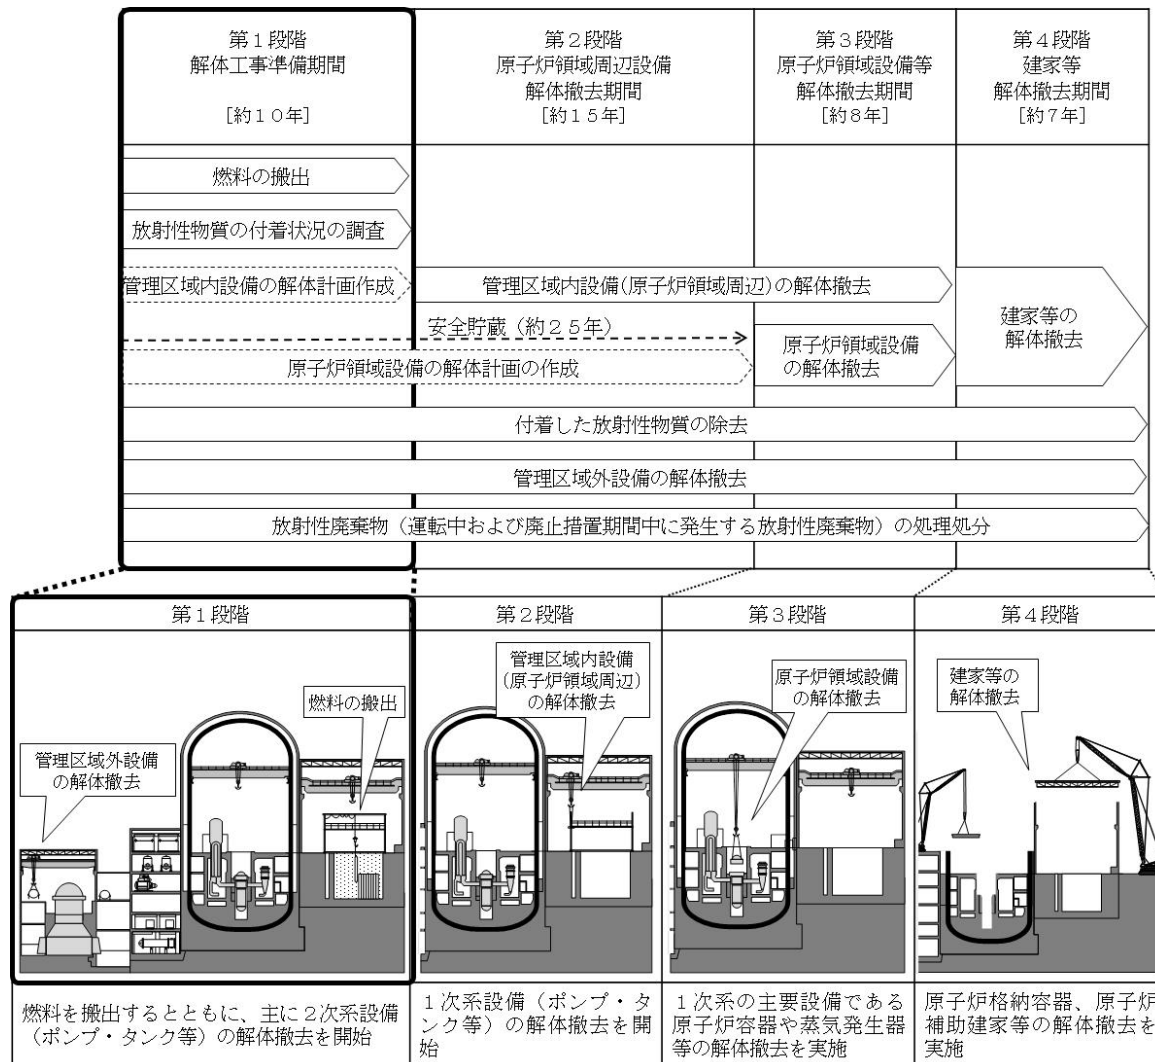 第1段階
解体工事準備期間
[約10年]
第2段階
原子炉領域周辺設備
解体撤去期間
[約15年]
第3段階
原子炉領域設備等
解体撤去期間
[約8年]
第4段階
建家等
解体撤去期間
[約7年]
燃料の搬出
放射性物質の付着状況の調査
管理区域内設備の解体計画作成
管理区域内設備(原子炉領域周辺)の解体撤去
建家等の
解体撤去
安全貯蔵(約25年)
原子炉領域設備の解体計画の作成
原子炉領域設備
の解体撤去
付着した放射性物質の除去
管理区域外設備の解体撤去
放射性廃棄物(運転中および廃止措置期間中に発生する放射性廃棄物)の処理処分
第1段階
第2段階
第3段階
第4段階
管理区域外設備
の解体撤去
燃料の搬出
管理区域内設備
(原子炉領域周辺)
の解体撤去
原子炉領域設備
の解体撤去
建家等の
解体撤去
燃料を搬出するとともに、主に2次系設備
(ポンプ・タンク等)の解体撤去を開始
1次系設備(ポンプ・タ
ンク等)の解体撤去を開
始
1次系の主要設備である
原子炉容器や蒸気発生器
等の解体撤去を実施
原子炉格納容器、原子炉
補助建家等の解体撤去を
実施